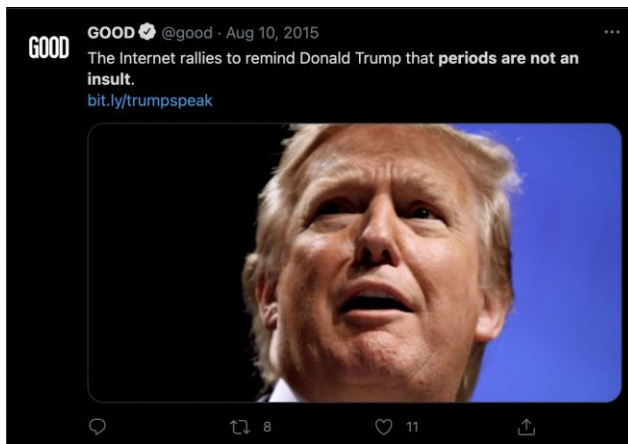 GOOD
GOOD @good · Aug 10, 2015
The Internet rallies to remind Donald Trump that periods are not an
insult.
bit.ly/trumpspeak
8 11